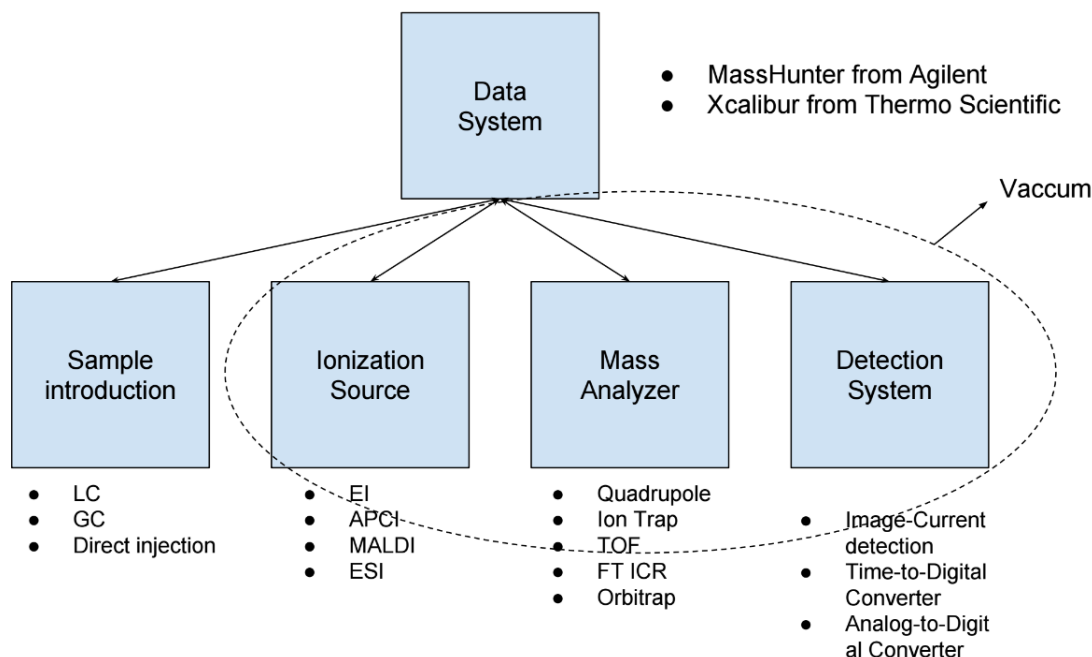 Data
System
● MassHunter from Agilent
● Xcalibur from Thermo Scientific
Vaccum
Sample
introduction
Ionization
Source
Mass
Analyzer
Detection
System
● LC
● GC
● Direct injection
● EI
● APCI
● MALDI
● ESI
● Quadrupole
● Ion Trap
● TOF
● FT ICR
● Orbitrap
● Image-Current
detection
● Time-to-Digital
Converter
● Analog-to-Digit
al Converter